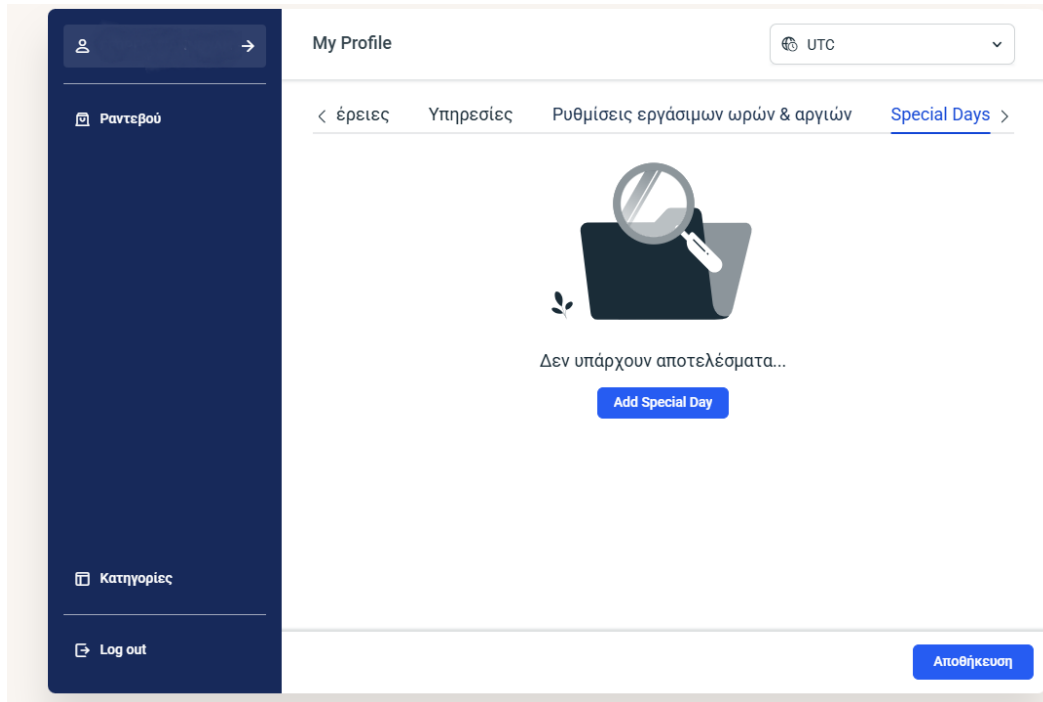 My Profile
UTC
Ραντεβού
έρειες Υπηρεσίες Ρυθμίσεις εργάσιμων ωρών & αργιών Special Days
Δεν υπάρχουν αποτελέσματα...
Add Special Day
Κατηγορίες
Log out
Αποθήκευση